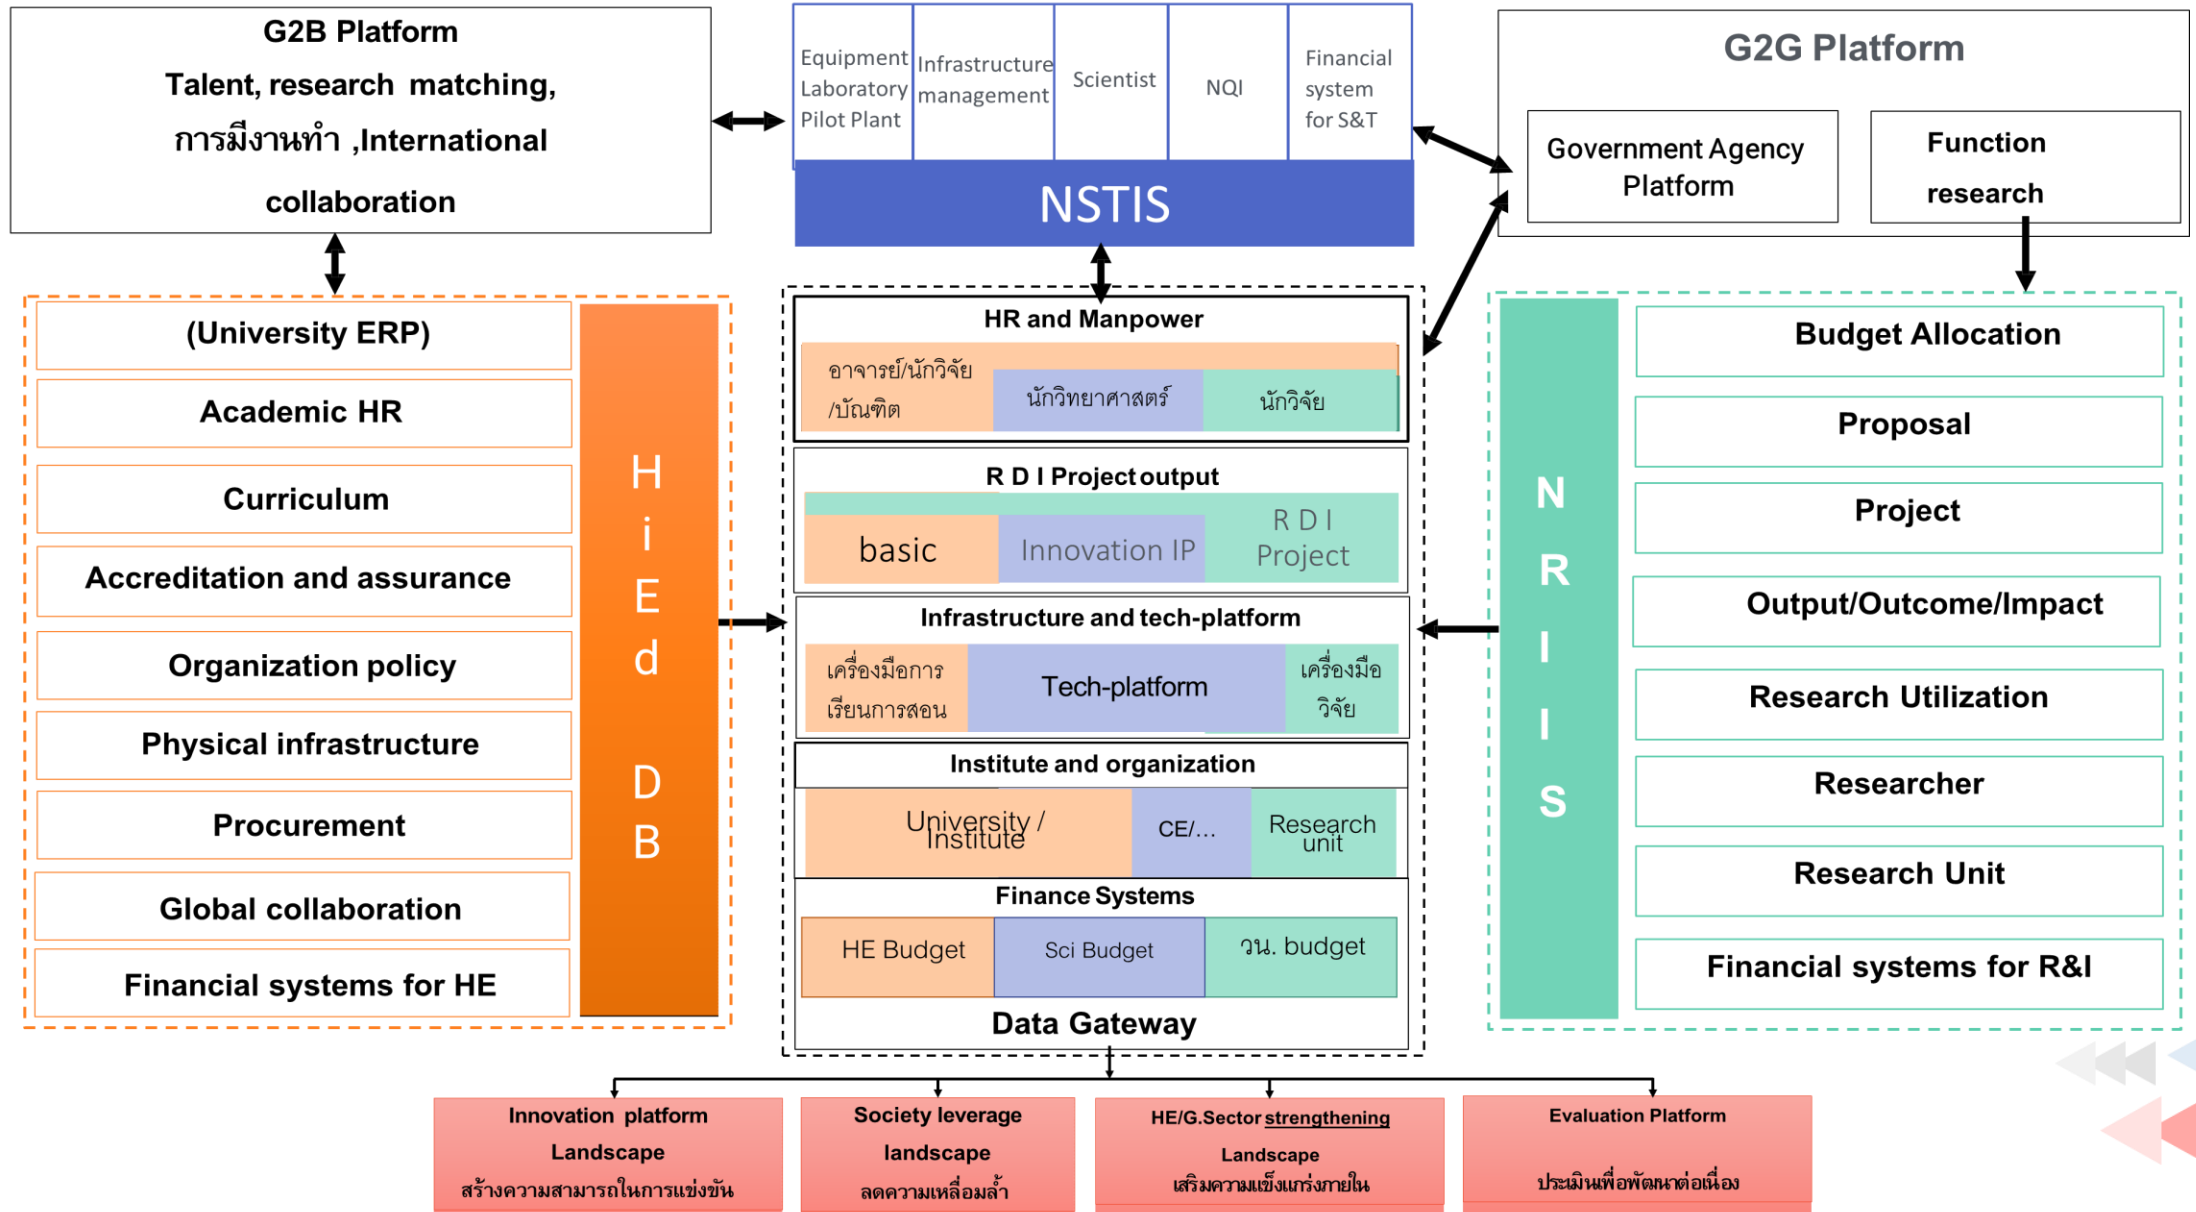 G2B Platform
Talent, research matching,
การมีงานทำ ,International
collaboration
Equipment
Laboratory
Pilot Plant
Infrastructure
management
Scientist
NQI
Financial
system
for S&T
NSTIS
G2G Platform
Government Agency
Platform
Function
research
(University ERP)
Academic HR
Curriculum
Accreditation and assurance
Organization policy
Physical infrastructure
Procurement
Global collaboration
Financial systems for HE
HiEd DB
HR and Manpower
อาจารย์/นักวิจัย
/บัณฑิต
นักวิทยาศาสตร์
นักวิจัย
R D I Project output
basic
Innovation IP
R D I
Project
Infrastructure and tech-platform
เครื่องมือการ
เรียนการสอน
Tech-platform
เครื่องมือ
วิจัย
Institute and organization
University /
Institute
CE/...
Research
unit
Finance Systems
HE Budget
Sci Budget
วน. budget
Data Gateway
NRIIS
Budget Allocation
Proposal
Project
Output/Outcome/Impact
Research Utilization
Researcher
Research Unit
Financial systems for R&I
Innovation platform
Landscape
สร้างความสามารถในการแข่งขัน
Society leverage
landscape
ลดความเหลื่อมล้ำ
HE/G.Sector strengthening
Landscape
เสริมความแข็งแกร่งภายใน
Evaluation Platform
ประเมินเพื่อพัฒนาต่อเนื่อง